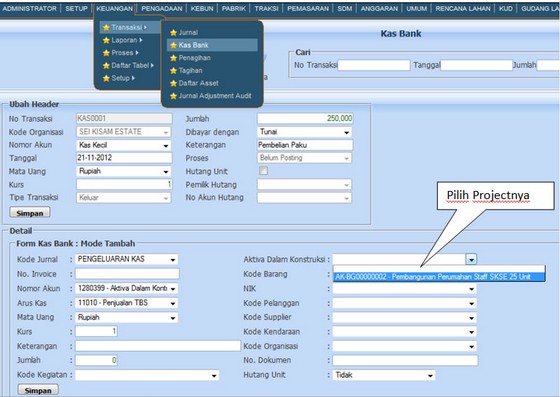 ADMINISTRATOR SETUP KEUANGAN PENGADAAN KEBUN PABRIK TRAKSI PEMASARAN SDM ANGGARAN UMUM RENCANA LAHAN KUD GUDANG LA
Transaksi
Laporan
Proses
Daftar Tabel
Setup
Jurnal
Kas Bank
Penagihan
Tagihan
Daftar Asset
Jurnal Adjustment Audit
Kas Bank
Cari
No Transaksi Tanggal Jumlah
Ubah Header
No Transaksi KAS0001 Jumlah 250,000
Kode Organisasi SEI KISAM ESTATE Dibayar dengan Tunai
Nomor Akun Kas Kecil Keterangan Pembelian Paku
Tanggal 21-11-2012 Proses Belum Posting
Mata Uang Rupiah Hutang Unit
Kurs 1 Pemilik Hutang
Tipe Transaksi Keluar No Akun Hutang
Simpan
Pilih Projectnya
Detail
Form Kas Bank : Mode Tambah
Kode Jurnal : PENGELUARAN KAS Aktiva Dalam Konstruksi :
No. Invoice : Kode Barang : AK-BG00000002 - Pembangunan Perumahan Staff SKSE 25 Unit
Nomor Akun : 1280399 - Aktiva Dalam Kontr NIK :
Arus Kas : 11010 - Penjualan TBS Kode Pelanggan :
Mata Uang : Rupiah Kode Supplier :
Kurs : 1 Kode Kendaraan :
Keterangan : Kode Organisasi :
Jumlah : 0 No. Dokumen :
Kode Kegiatan : Hutang Unit : Tidak
Simpan